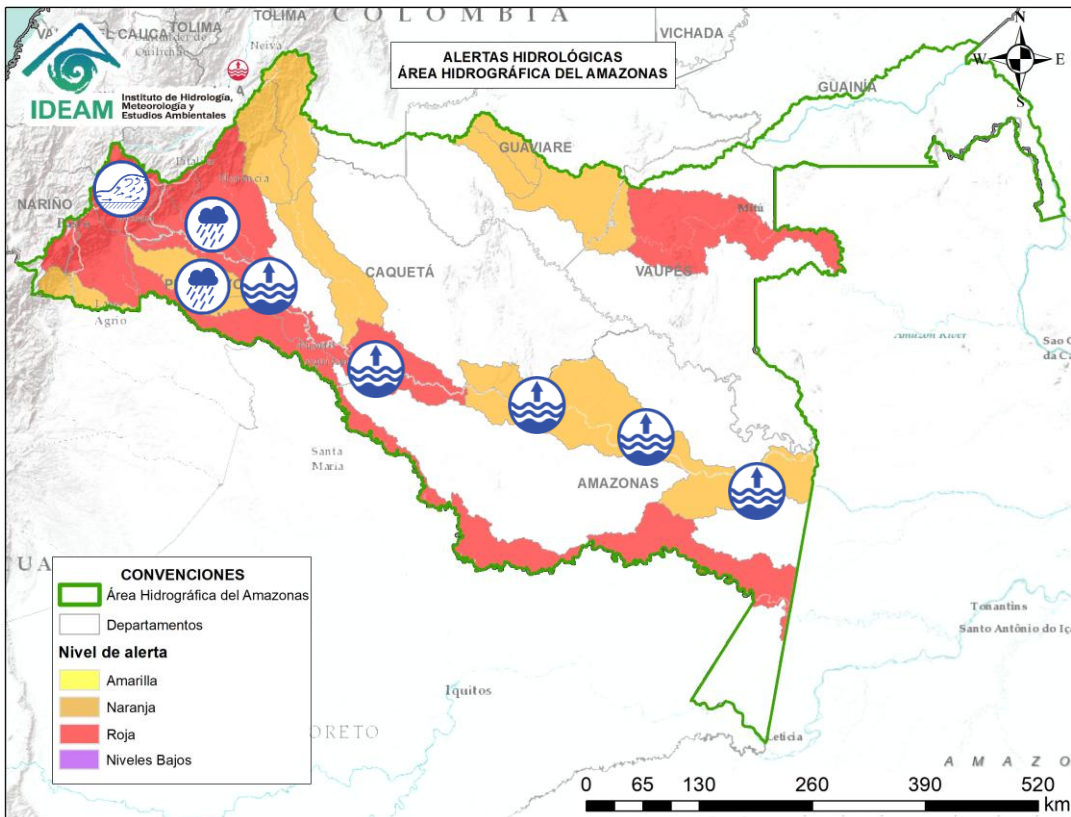 COLOMBIA
TOLIMA
TOLIMA
Neiva
VICHADA
ALERTAS HIDROLÓGICAS
ÁREA HIDROGRÁFICA DEL AMAZONAS
N
W
E
S
IDEAM
Instituto de Hidrología,
Meteorología y
Estudios Ambientales
GUAINÍA
GUAVIARE
NARIÑO
Mitú
VAUPÉS
CAQUETÁ
Agrio
Amazon River
Santa
Maria
AMAZONAS
CONVENCIONES
Área Hidrográfica del Amazonas
Departamentos
Nivel de alerta
Amarilla
Naranja
Roja
Niveles Bajos
Tonantins
Santo Antônio do Iça
Iquitos
ORETO
Leticia
AMAZO
0 65 130 260 390 520
km